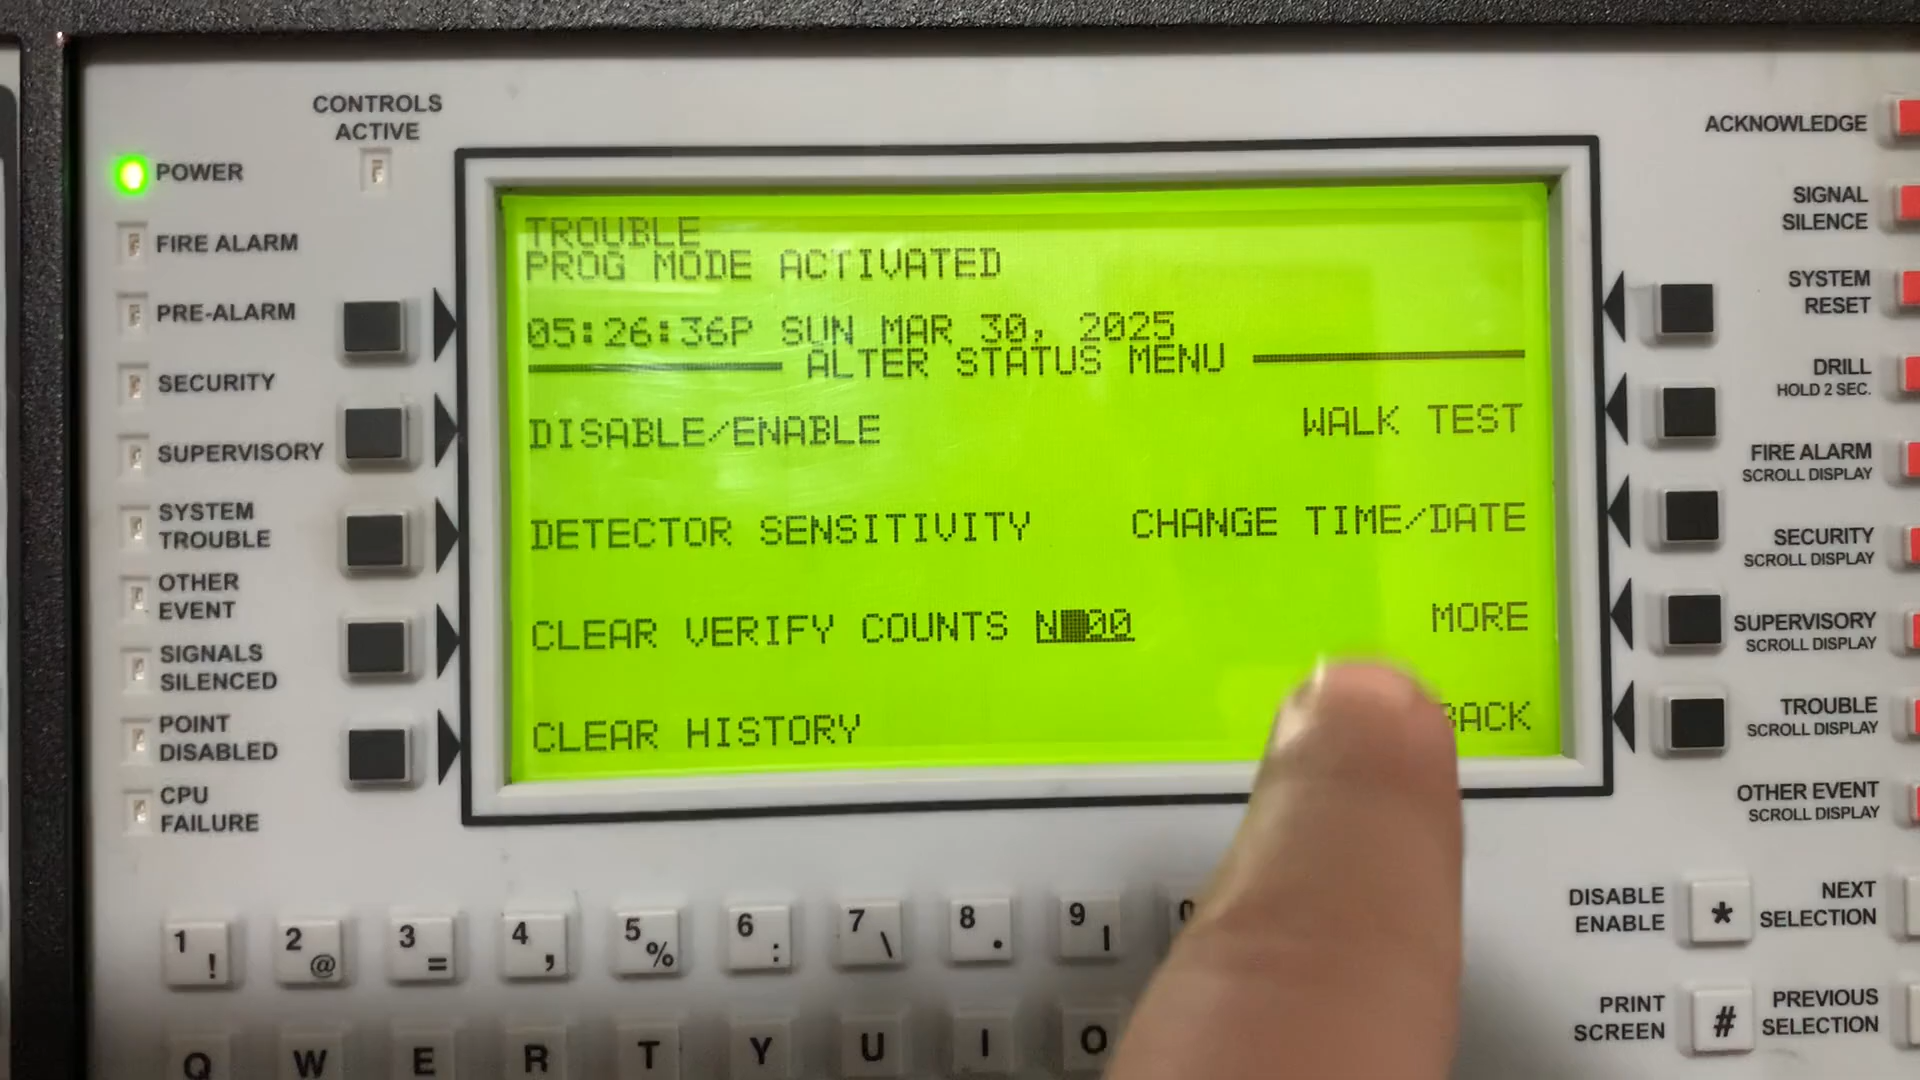 CONTROLS
ACTIVE
POWER
FIRE ALARM
PRE-ALARM
SECURITY
SUPERVISORY
SYSTEM
TROUBLE
OTHER
EVENT
SIGNALS
SILENCED
POINT
DISABLED
CPU
FAILURE
TROUBLE
PROG MODE ACTIVATED
05:26:36P SUN MAR 30, 2025
ALTER STATUS MENU
DISABLE/ENABLE WALK TEST
DETECTOR SENSITIVITY CHANGE TIME/DATE
CLEAR VERIFY COUNTS N 00 MORE
CLEAR HISTORY BACK
ACKNOWLEDGE
SIGNAL
SILENCE
SYSTEM
RESET
DRILL
HOLD 2 SEC.
FIRE ALARM
SCROLL DISPLAY
SECURITY
SCROLL DISPLAY
SUPERVISORY
SCROLL DISPLAY
TROUBLE
SCROLL DISPLAY
OTHER EVENT
SCROLL DISPLAY
1 ! 2 @ 3 = 4 , 5 % 6 : 7 \ 8 . 9 | 0
Q W E R T Y U I O
DISABLE
ENABLE
*
NEXT
SELECTION
PRINT
SCREEN
#
PREVIOUS
SELECTION